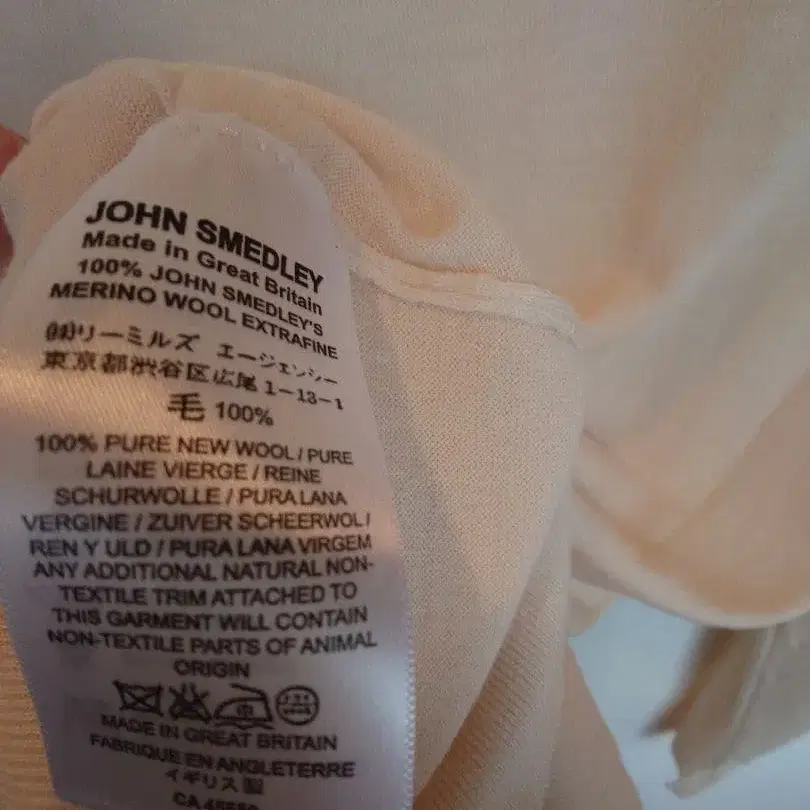 JOHN SMEDLEY
Made in Great Britain
100% JOHN SMEDLEY'S
MERINO WOOL EXTRAFINE
㈱リーミルズ エージェンシー
東京都渋谷区広尾 1-13-1
毛 100%
100% PURE NEW WOOL / PURE
LAINE VIERGE / REINE
SCHURWOLLE / PURA LANA
VERGINE / ZUIVER SCHEERWOL /
REN Y ULD / PURA LANA VIRGEM
ANY ADDITIONAL NATURAL NON-
TEXTILE TRIM ATTACHED TO
THIS GARMENT WILL CONTAIN
NON-TEXTILE PARTS OF ANIMAL
ORIGIN
MADE IN GREAT BRITAIN
FABRIQUE EN ANGLETERRE
イギリス製
CA